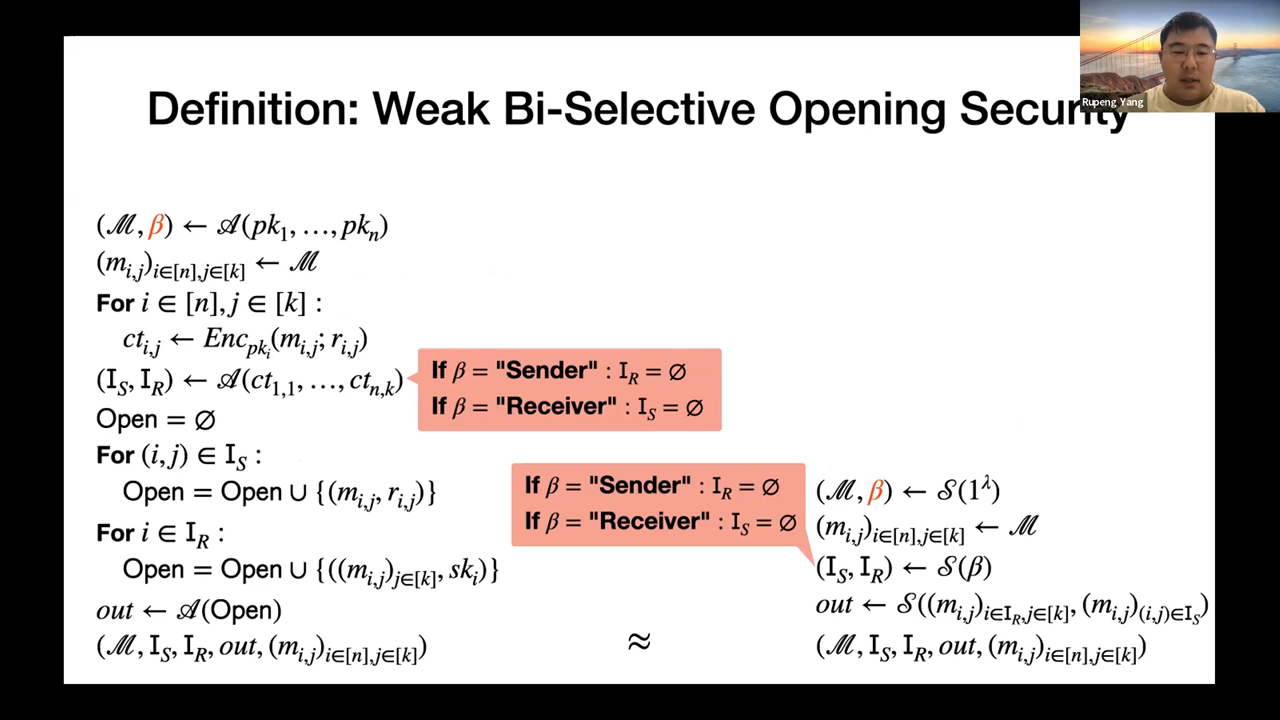 Definition: Weak Bi-Selective Opening Security
Rupeng Yang
(ℳ, β) ← 𝒜(pk₁, …, pkₙ)
(m_{i,j})_{i∈[n],j∈[k]} ← ℳ
For i ∈ [n], j ∈ [k] :
ct_{i,j} ← Enc_{pk_i}(m_{i,j}; r_{i,j})
(I_S, I_R) ← 𝒜(ct_{1,1}, …, ct_{n,k})
If β = "Sender" : I_R = ∅
If β = "Receiver" : I_S = ∅
Open = ∅
For (i, j) ∈ I_S :
Open = Open ∪ {(m_{i,j}, r_{i,j})}
For i ∈ I_R :
Open = Open ∪ {((m_{i,j})_{j∈[k]}, sk_i)}
out ← 𝒜(Open)
(ℳ, I_S, I_R, out, (m_{i,j})_{i∈[n],j∈[k]})
≈
If β = "Sender" : I_R = ∅
If β = "Receiver" : I_S = ∅
(ℳ, β) ← 𝒮(1^λ)
(m_{i,j})_{i∈[n],j∈[k]} ← ℳ
(I_S, I_R) ← 𝒮(β)
out ← 𝒮((m_{i,j})_{i∈I_R,j∈[k]}, (m_{i,j})_{(i,j)∈I_S})
(ℳ, I_S, I_R, out, (m_{i,j})_{i∈[n],j∈[k]})